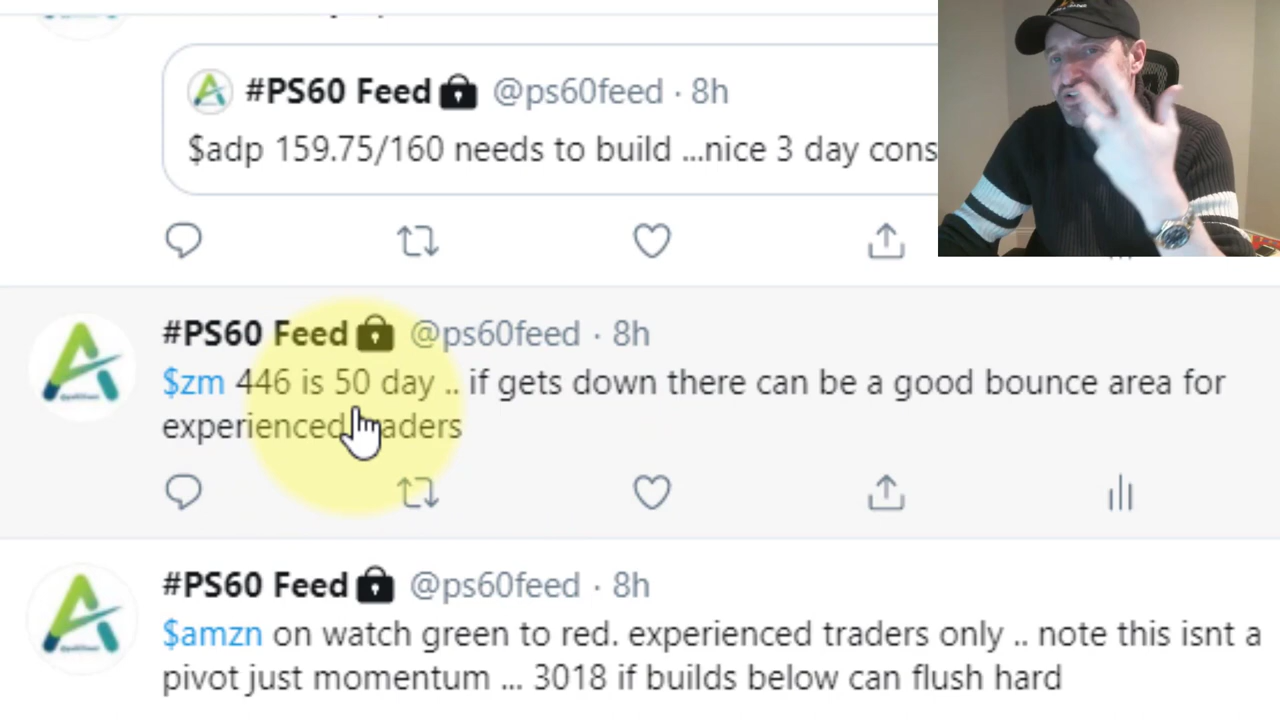 #PS60 Feed @ps60feed · 8h
$adp 159.75/160 needs to build ...nice 3 day cons
#PS60 Feed @ps60feed · 8h
$zm 446 is 50 day .. if gets down there can be a good bounce area for
experienced traders
#PS60 Feed @ps60feed · 8h
$amzn on watch green to red. experienced traders only .. note this isnt a
pivot just momentum ... 3018 if builds below can flush hard